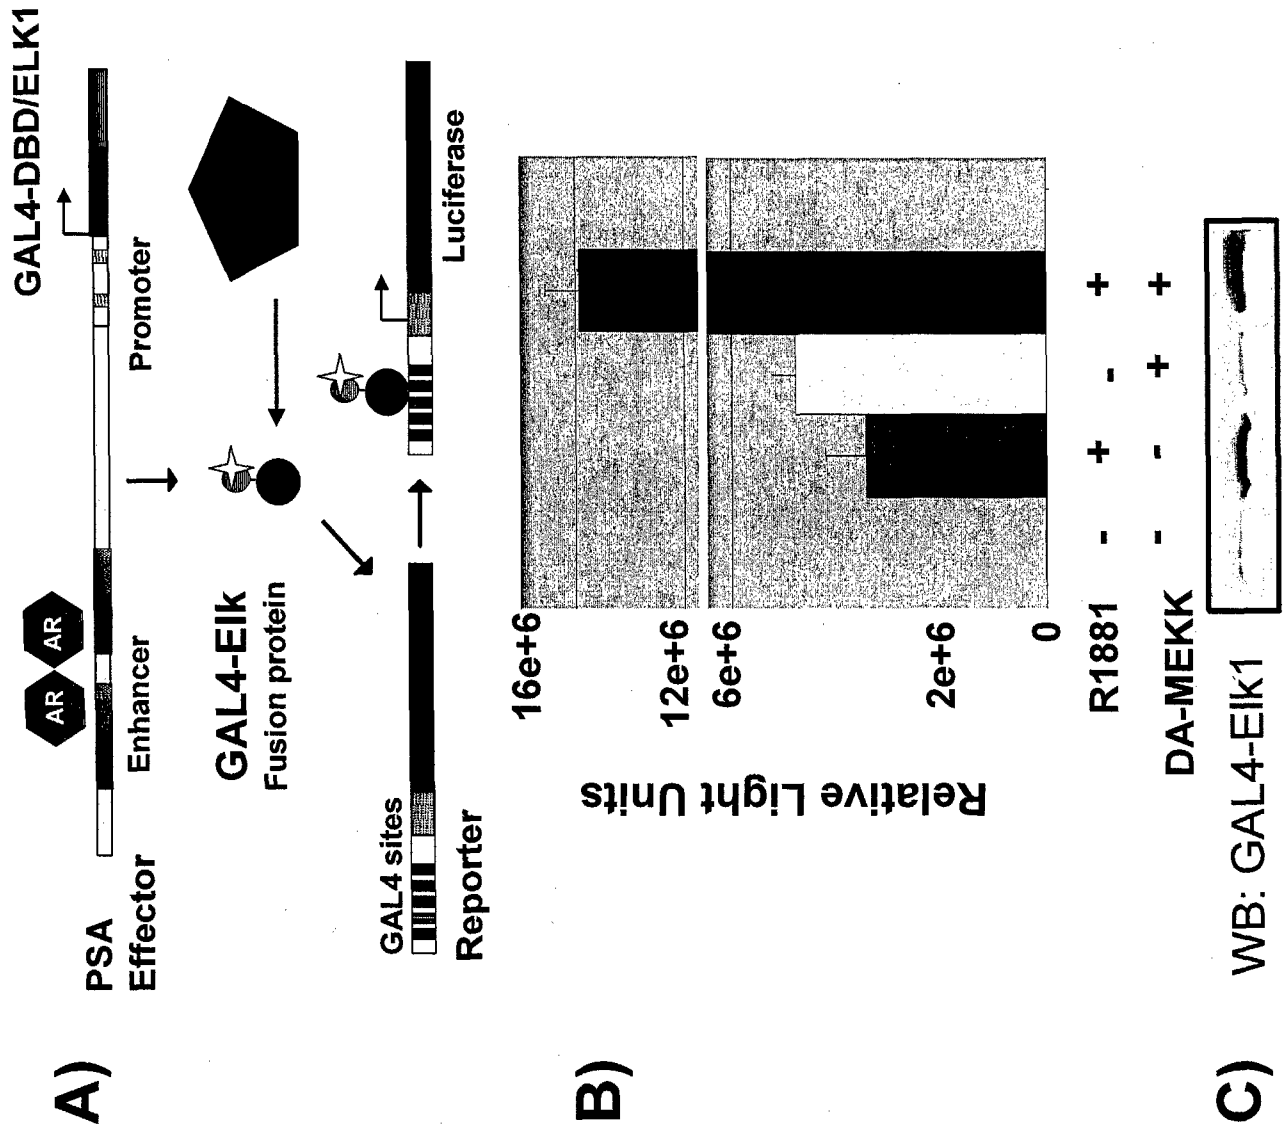 A)
PSA
Effector
Enhancer
AR
AR
Promoter
GAL4-DBD/ELK1
GAL4-Elk
Fusion protein
GAL4 sites
Reporter
Luciferase
B)
Relative Light Units
16e+6
12e+6
6e+6
2e+6
0
R1881 - + - +
DA-MEKK - - + +
C)
WB: GAL4-Elk1